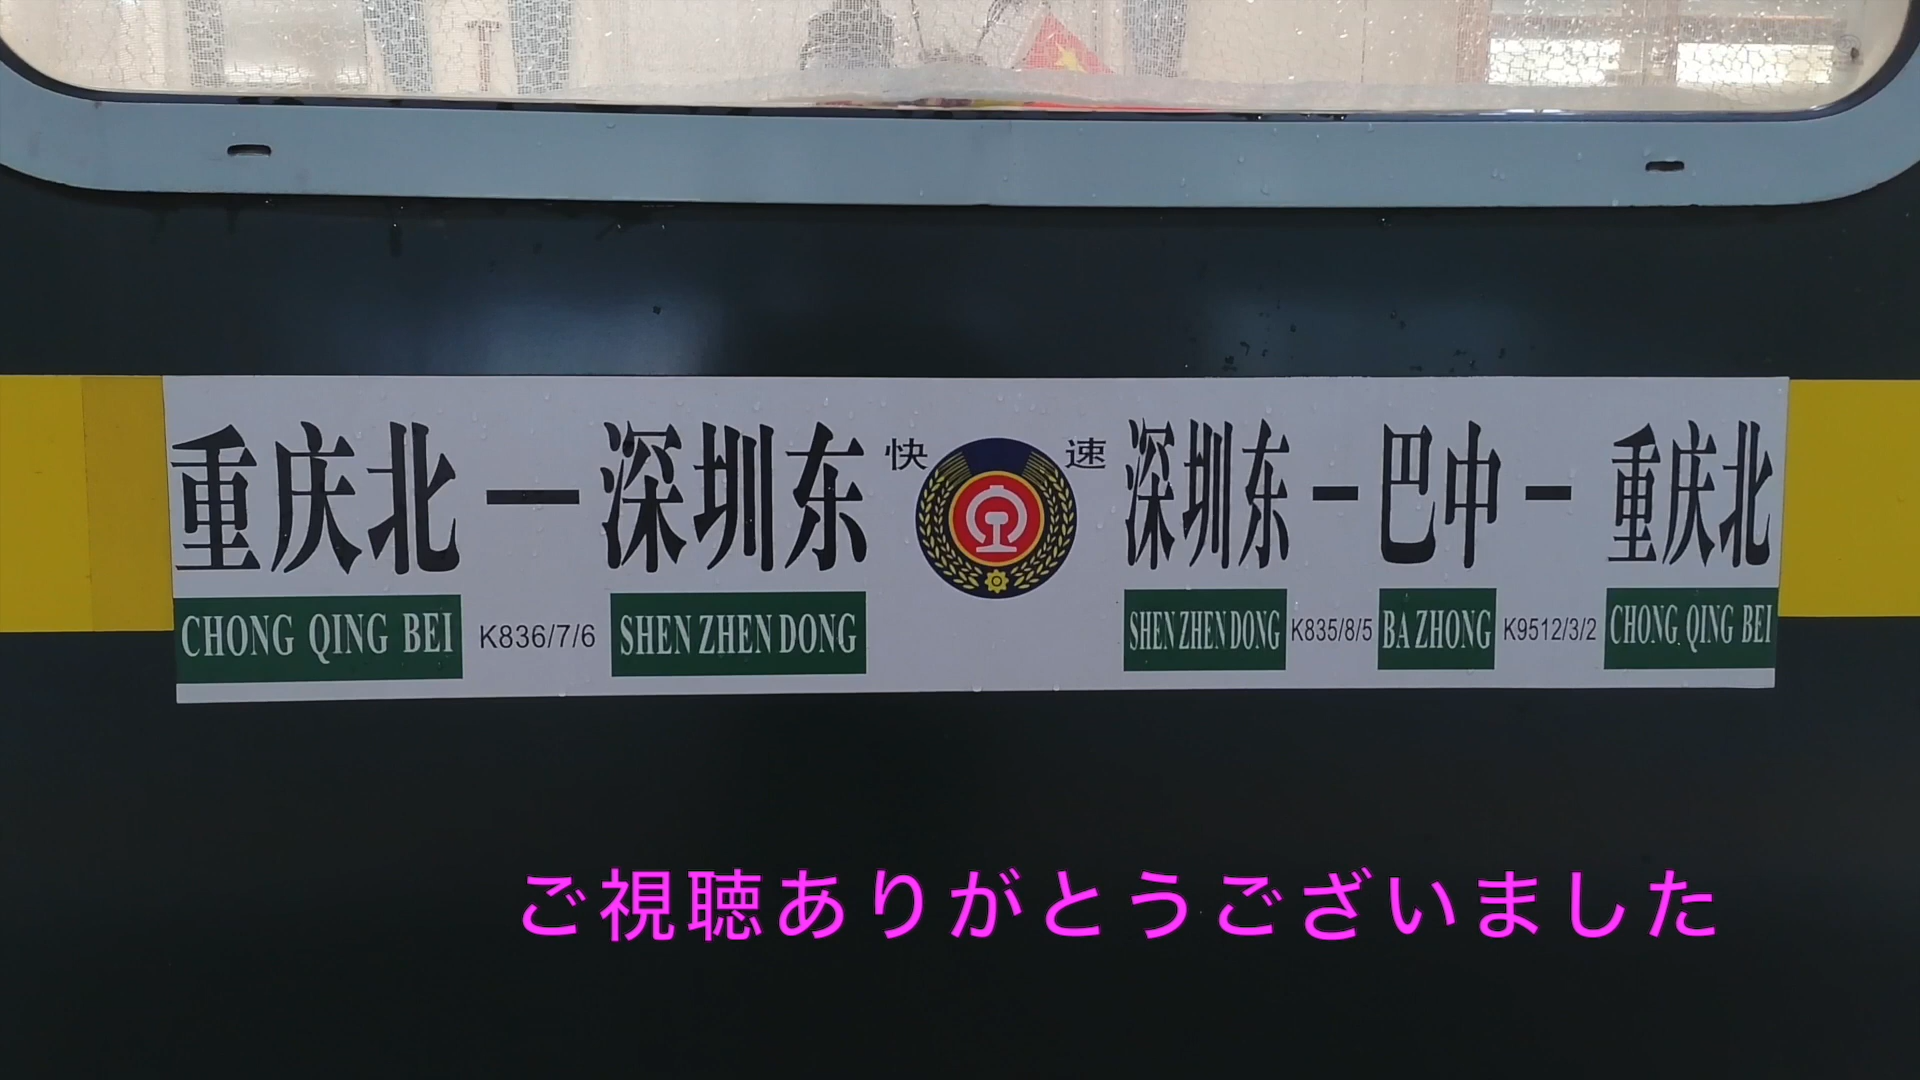 重庆北一深圳东 快 速 深圳东－巴中－重庆北
CHONG QING BEI K836/7/6 SHEN ZHEN DONG SHEN ZHEN DONG K835/8/5 BA ZHONG K9512/3/2 CHONG QING BEI
ご視聴ありがとうございました